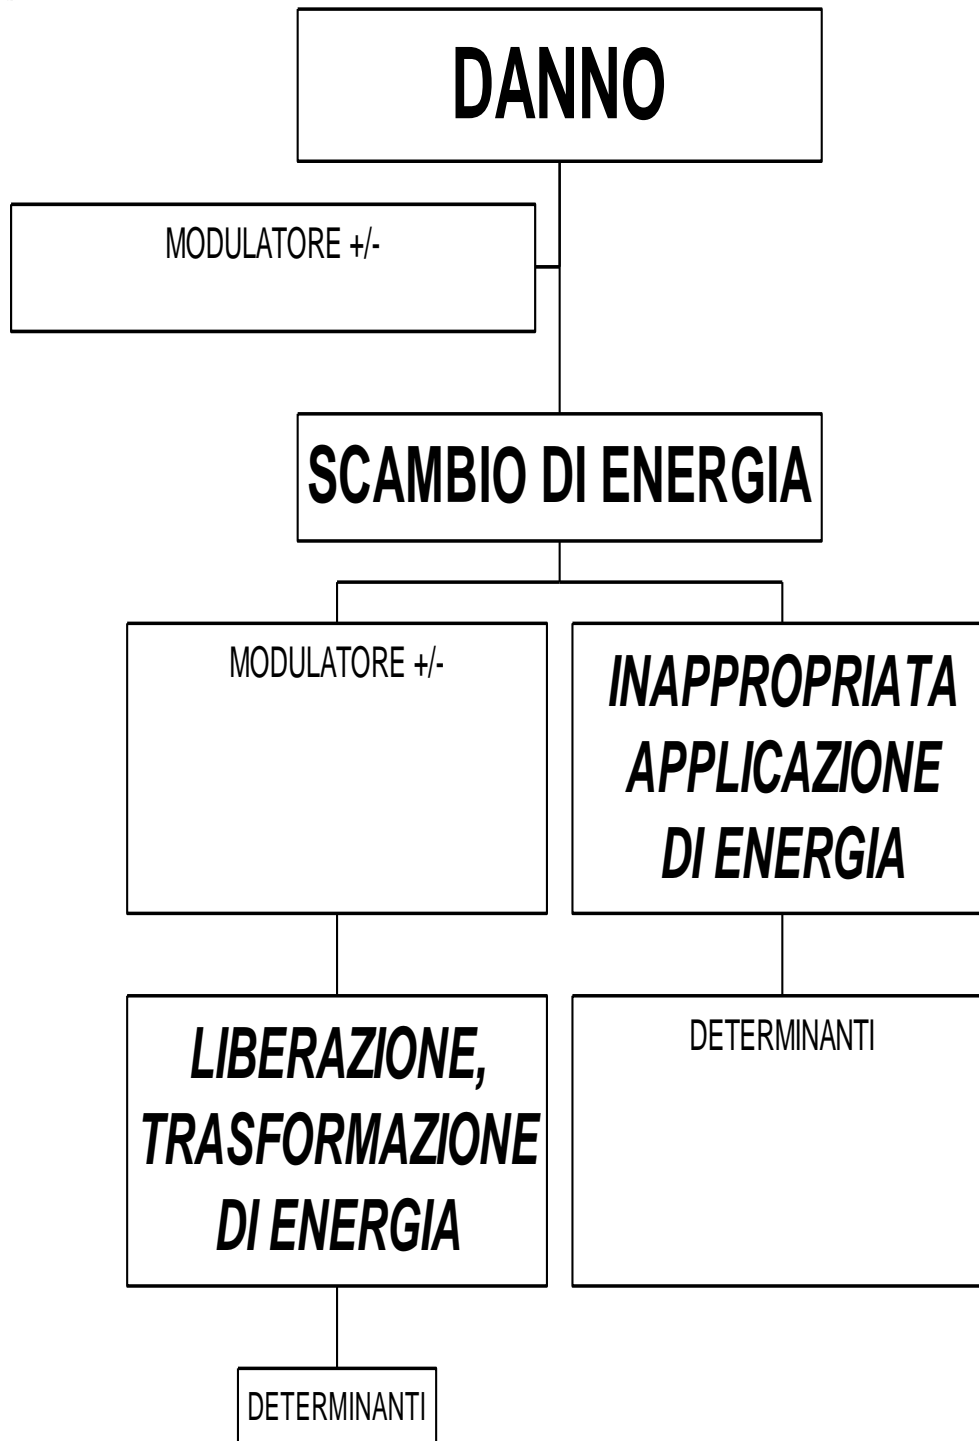 DANNO
MODULATORE +/-
SCAMBIO DI ENERGIA
MODULATORE +/-
INAPPROPRIATA
APPLICAZIONE
DI ENERGIA
LIBERAZIONE,
TRASFORMAZIONE
DI ENERGIA
DETERMINANTI
DETERMINANTI